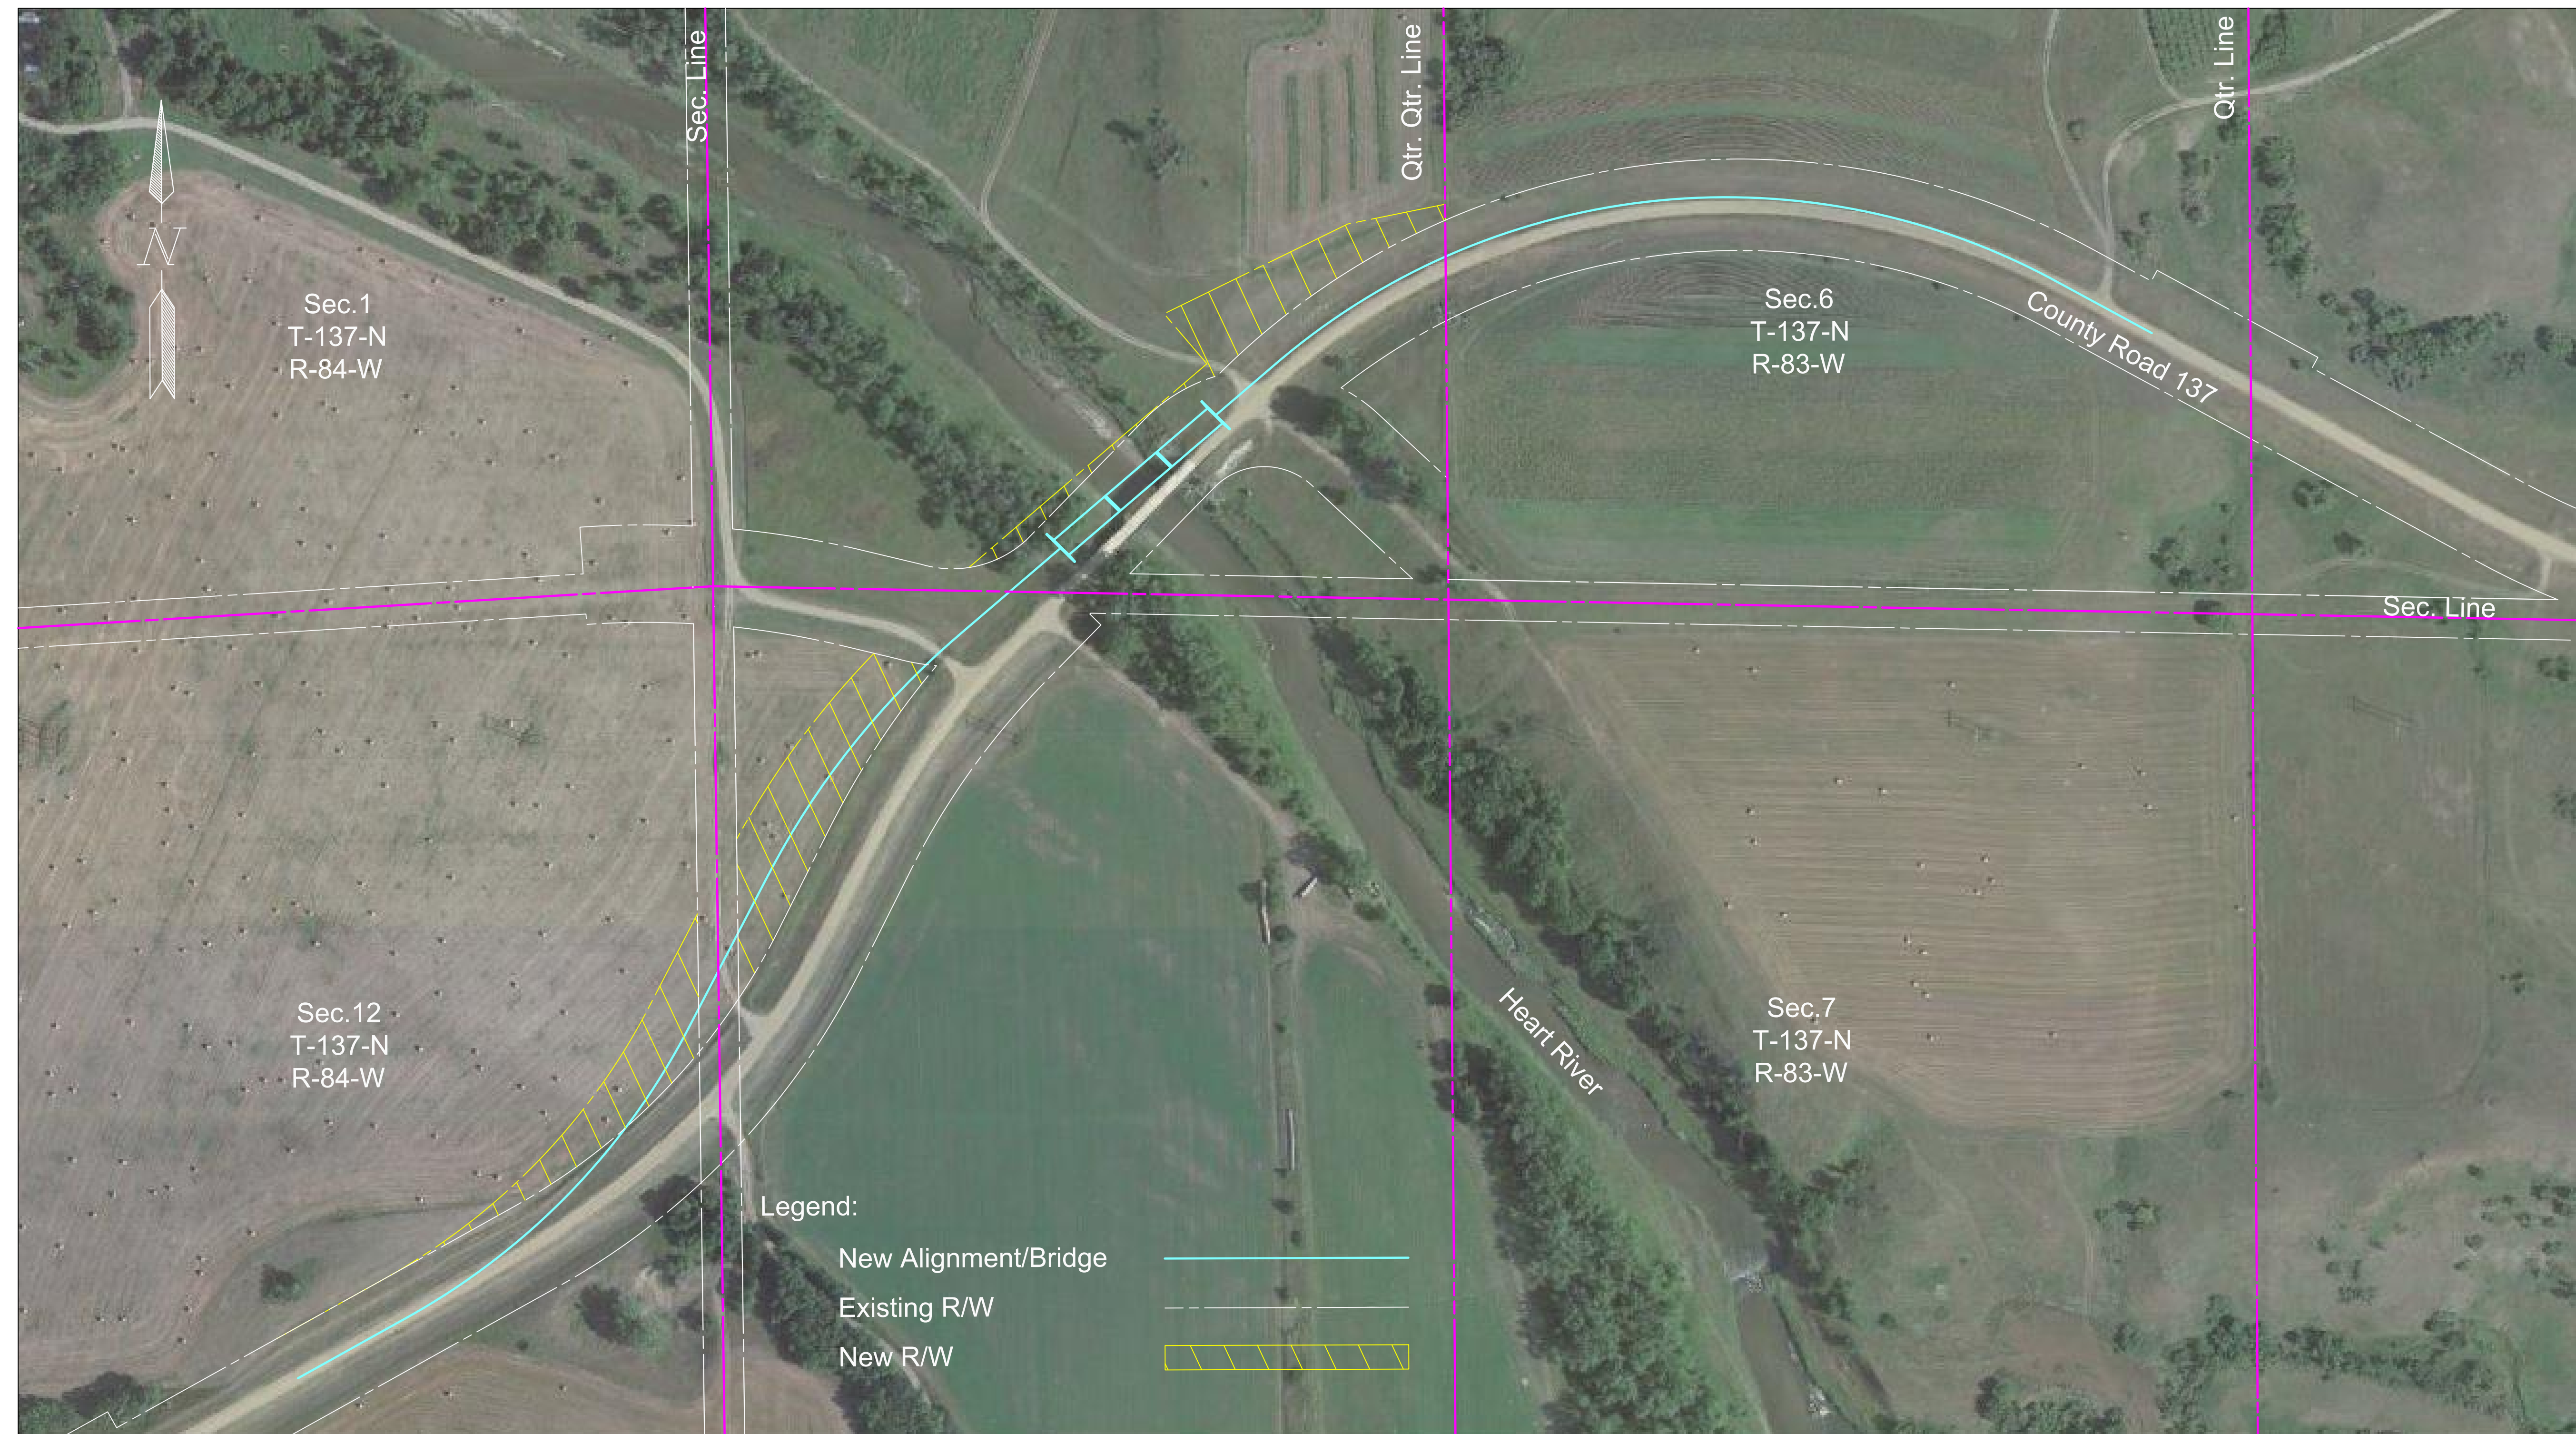 Sec. Line
Qtr. Qtr. Line
Qtr. Line
N
Sec.1
T-137-N
R-84-W
Sec.6
T-137-N
R-83-W
County Road 137
Sec. Line
Sec.12
T-137-N
R-84-W
Sec.7
T-137-N
R-83-W
Heart River
Legend:
New Alignment/Bridge
Existing R/W
New R/W